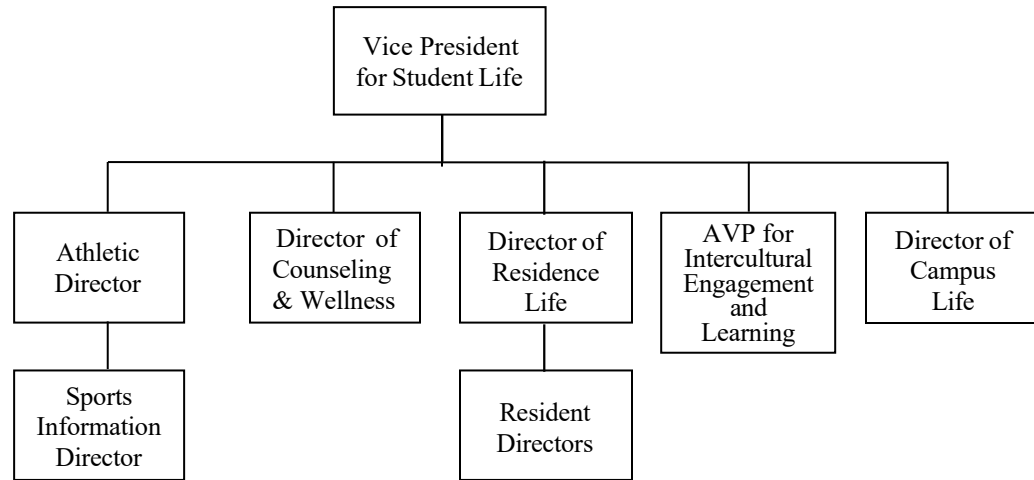 Vice President
for Student Life
Athletic
Director
Director of
Counseling
& Wellness
Director of
Residence
Life
AVP for
Intercultural
Engagement
and
Learning
Director of
Campus
Life
Sports
Information
Director
Resident
Directors